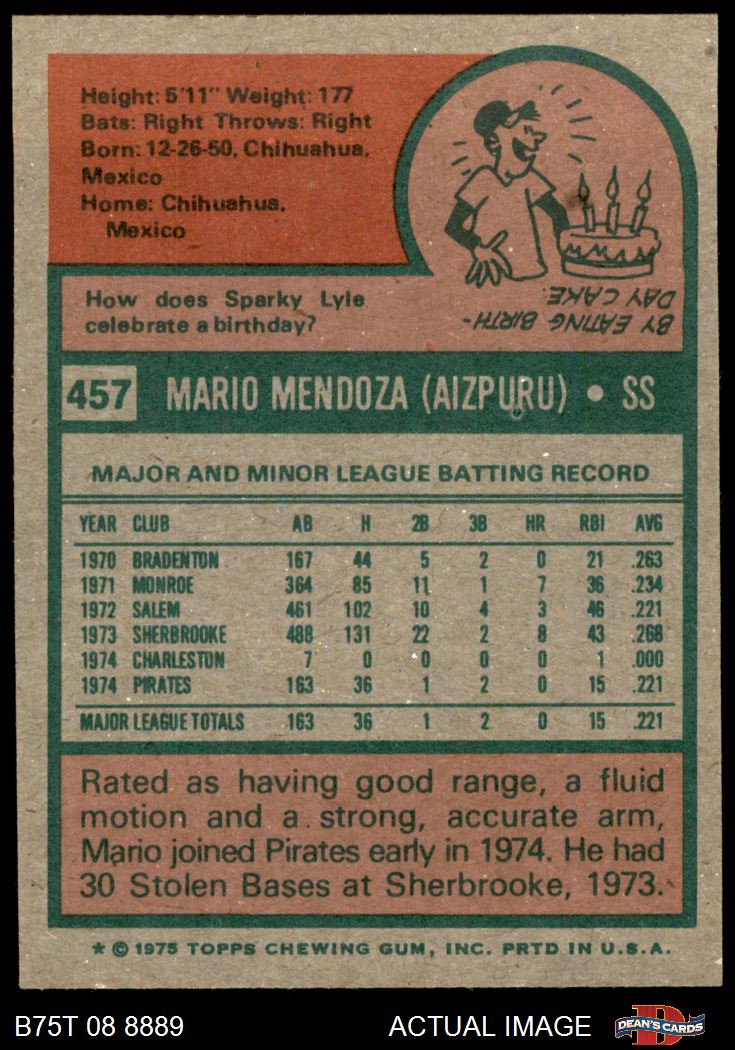 Height: 5'11" Weight: 177
Bats: Right Throws: Right
Born: 12-26-50, Chihuahua,
Mexico
Home: Chihuahua,
Mexico
How does Sparky Lyle
celebrate a birthday?
BY EATING BIRTH-
DAY CAKE.
457 MARIO MENDOZA (AIZPURU) • SS
MAJOR AND MINOR LEAGUE BATTING RECORD
YEAR CLUB AB H 2B 3B HR RBI AVG
1970 BRADENTON 167 44 5 2 0 21 .263
1971 MONROE 364 85 11 1 7 36 .234
1972 SALEM 461 102 10 4 3 46 .221
1973 SHERBROOKE 488 131 22 2 8 43 .268
1974 CHARLESTON 7 0 0 0 0 1 .000
1974 PIRATES 163 36 1 2 0 15 .221
MAJOR LEAGUE TOTALS 163 36 1 2 0 15 .221
Rated as having good range, a fluid
motion and a strong, accurate arm,
Mario joined Pirates early in 1974. He had
30 Stolen Bases at Sherbrooke, 1973.
* © 1975 TOPPS CHEWING GUM, INC. PRTD IN U.S.A.
B75T 08 8889 ACTUAL IMAGE DEAN'S CARDS